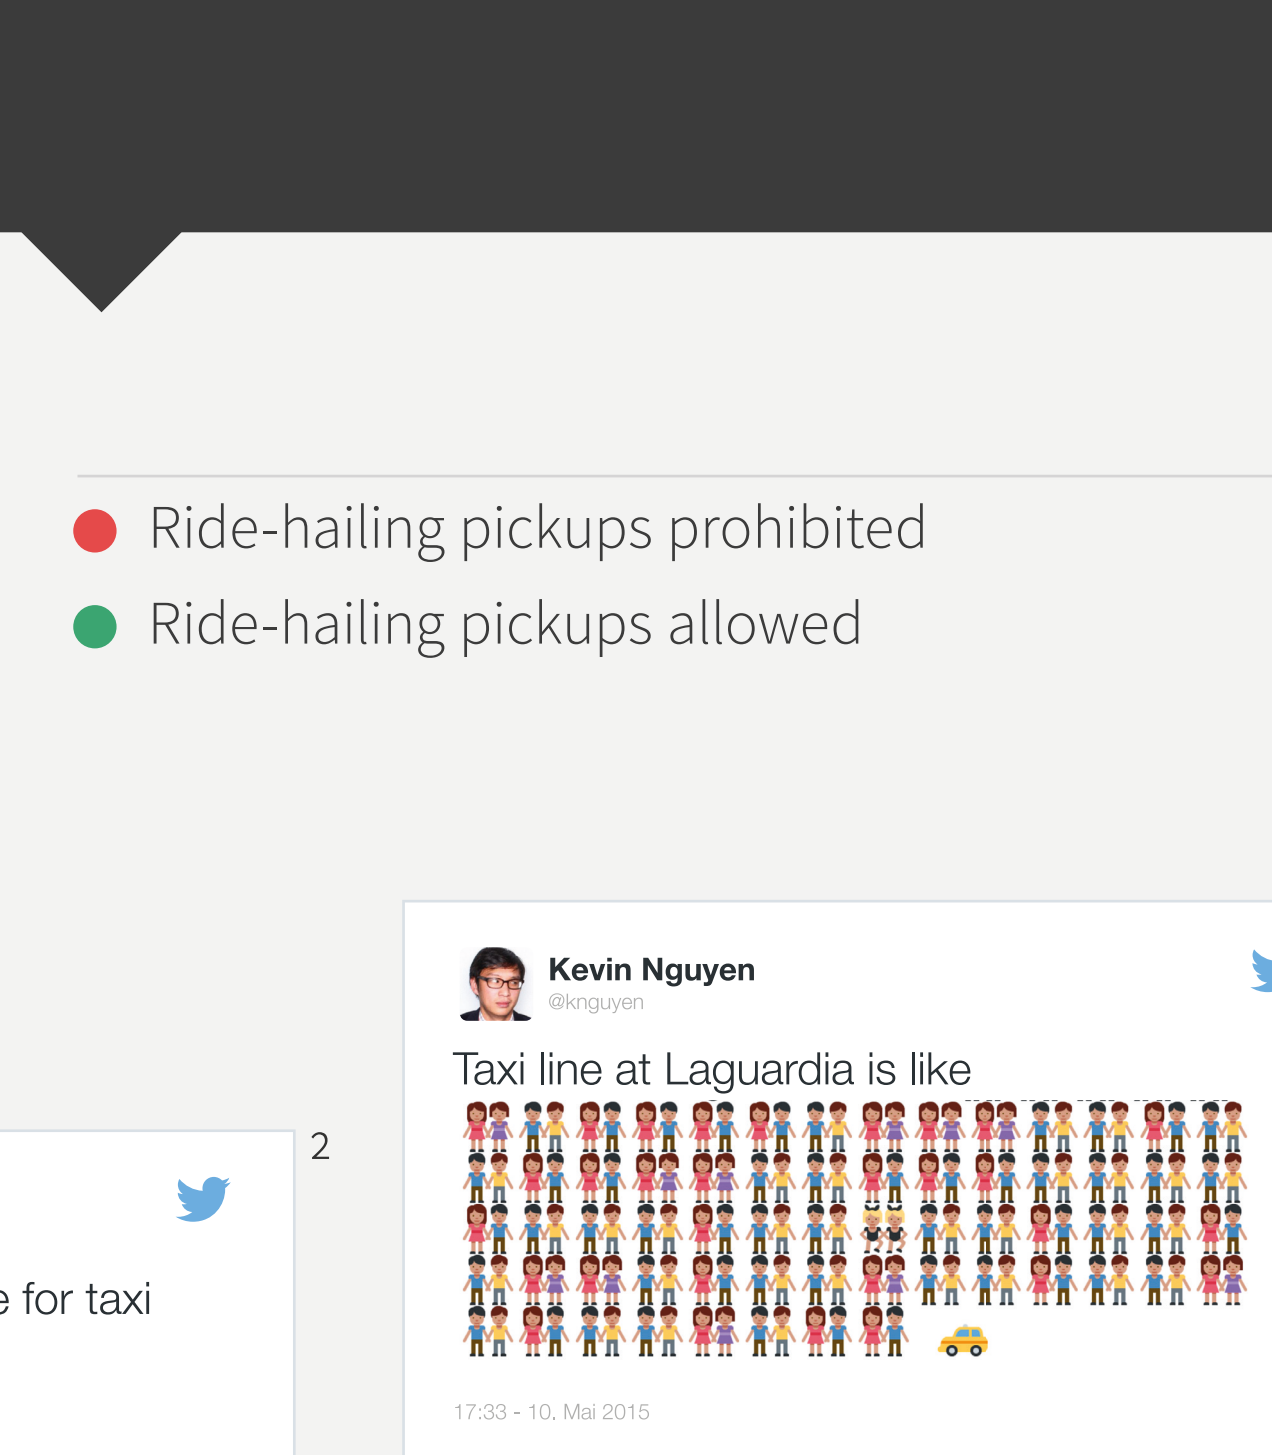 Ride-hailing pickups prohibited
Ride-hailing pickups allowed
Kevin Nguyen
@knguyen
Taxi line at Laguardia is like
17:33 - 10. Mai 2015
2
e for taxi